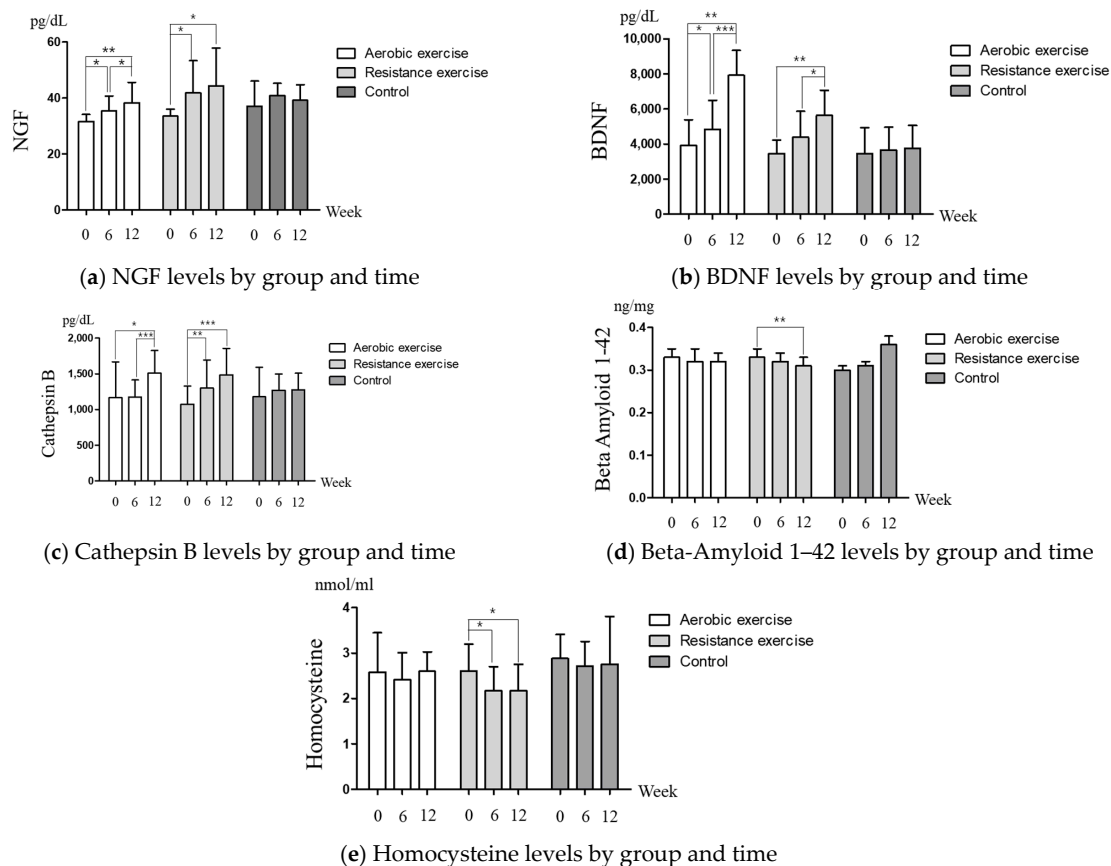 pg/dL
60
40
20
0
NGF
** 
* *
*
*
Aerobic exercise
Resistance exercise
Control
Week
0 6 12 0 6 12 0 6 12
(a) NGF levels by group and time
pg/dL
10,000
8,000
6,000
4,000
2,000
0
BDNF
**
* ***
**
*
Aerobic exercise
Resistance exercise
Control
Week
0 6 12 0 6 12 0 6 12
(b) BDNF levels by group and time
pg/dL
2,000
1,500
1,000
500
0
Cathepsin B
*
***
***
**
Aerobic exercise
Resistance exercise
Control
Week
0 6 12 0 6 12 0 6 12
(c) Cathepsin B levels by group and time
ng/mg
0.4
0.3
0.2
0.1
0.0
Beta Amyloid 1-42
**
Aerobic exercise
Resistance exercise
Control
Week
0 6 12 0 6 12 0 6 12
(d) Beta-Amyloid 1–42 levels by group and time
nmol/ml
4
3
2
1
0
Homocysteine
*
*
Aerobic exercise
Resistance exercise
Control
Week
0 6 12 0 6 12 0 6 12
(e) Homocysteine levels by group and time